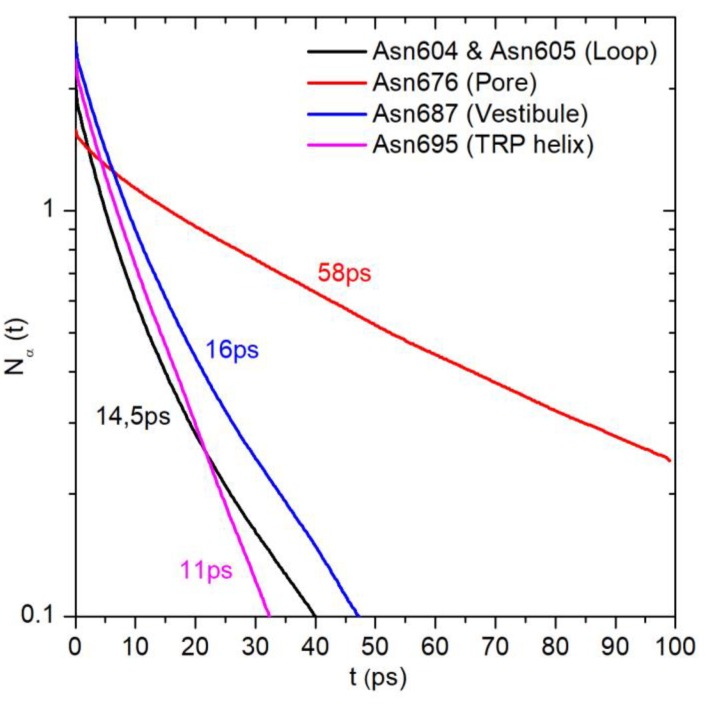 Asn604 & Asn605 (Loop)
Asn676 (Pore)
Asn687 (Vestibule)
Asn695 (TRP helix)
1
58ps
16ps
14,5ps
11ps
0.1
N α (t)
0 10 20 30 40 50 60 70 80 90 100
t (ps)